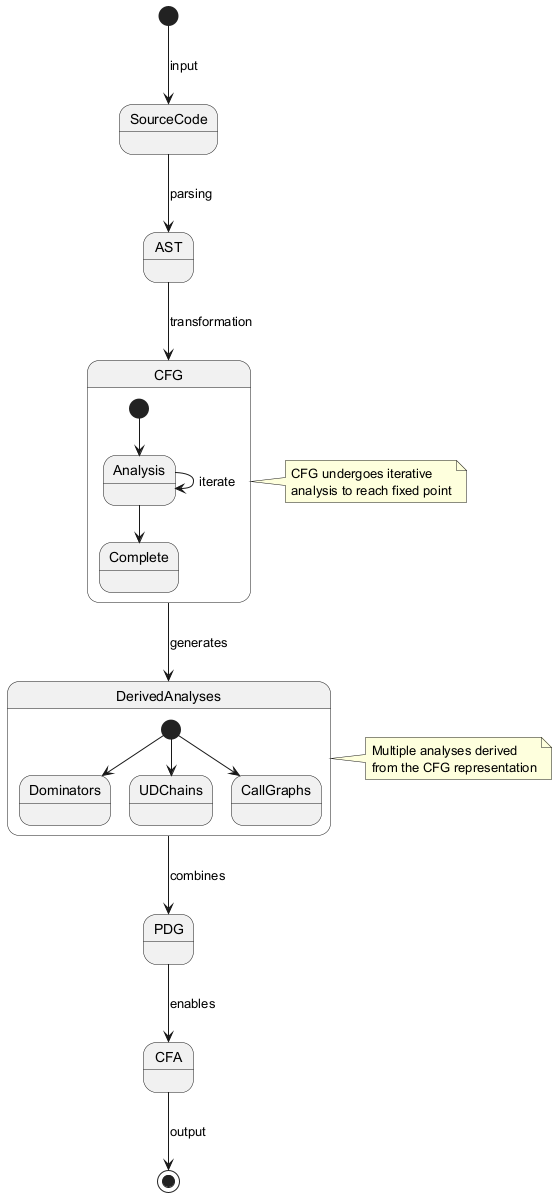 input
SourceCode
parsing
AST
transformation
CFG
Analysis
iterate
Complete
CFG undergoes iterative
analysis to reach fixed point
generates
DerivedAnalyses
Dominators
UDChains
CallGraphs
Multiple analyses derived
from the CFG representation
combines
PDG
enables
CFA
output